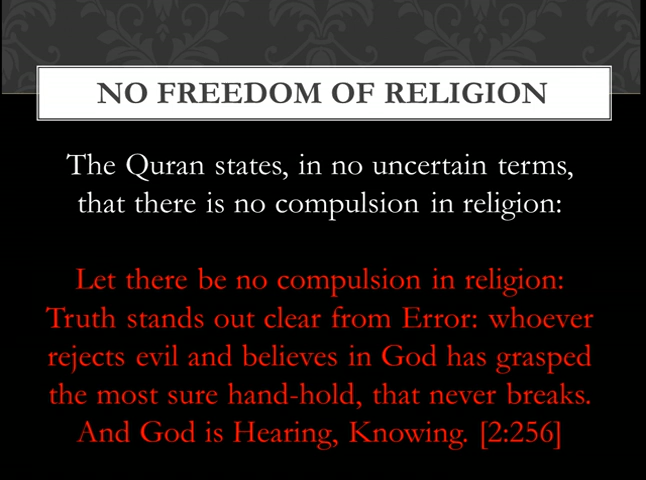 NO FREEDOM OF RELIGION
The Quran states, in no uncertain terms,
that there is no compulsion in religion:
Let there be no compulsion in religion:
Truth stands out clear from Error: whoever
rejects evil and believes in God has grasped
the most sure hand-hold, that never breaks.
And God is Hearing, Knowing. [2:256]